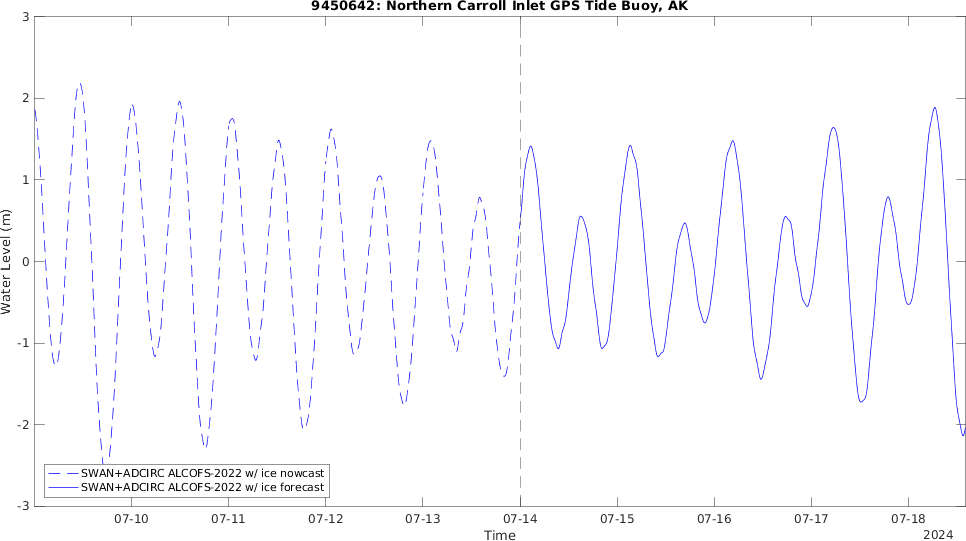 9450642: Northern Carroll Inlet GPS Tide Buoy, AK
3
2
1
0
-1
-2
-3
Water Level (m)
SWAN+ADCIRC ALCOFS-2022 w/ ice nowcast
SWAN+ADCIRC ALCOFS-2022 w/ ice forecast
07-10 07-11 07-12 07-13 07-14 07-15 07-16 07-17 07-18
Time
2024